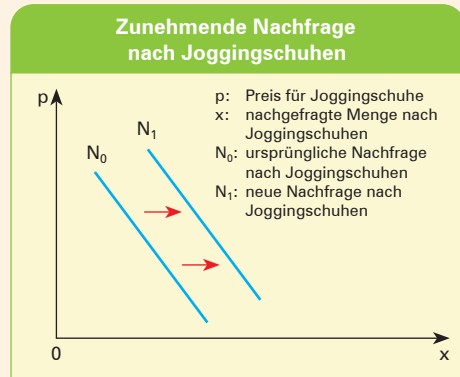 Zunehmende Nachfrage
nach Joggingschuhen
p
p: Preis für Joggingschuhe
x: nachgefragte Menge nach
Joggingschuhen
N₀: ursprüngliche Nachfrage
nach Joggingschuhen
N₁: neue Nachfrage nach
Joggingschuhen
N₁
N₀
0
x